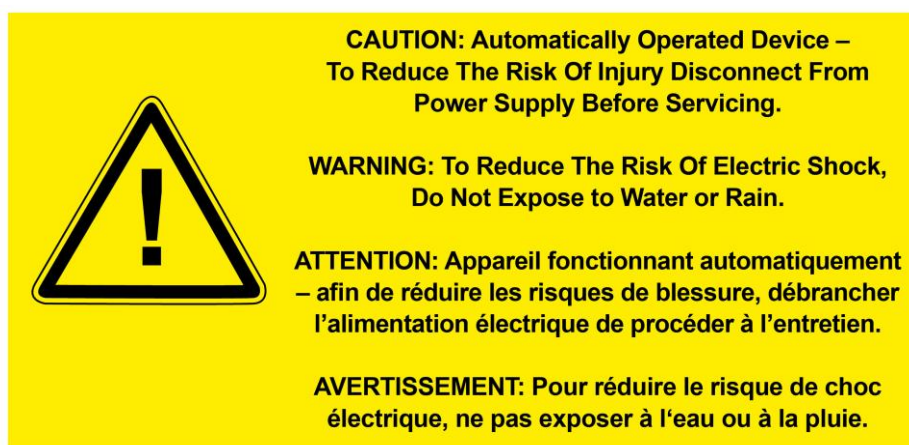 CAUTION: Automatically Operated Device –
To Reduce The Risk Of Injury Disconnect From
Power Supply Before Servicing.
WARNING: To Reduce The Risk Of Electric Shock,
Do Not Expose to Water or Rain.
ATTENTION: Appareil fonctionnant automatiquement
– afin de réduire les risques de blessure, débrancher
l’alimentation électrique de procéder à l’entretien.
AVERTISSEMENT: Pour réduire le risque de choc
électrique, ne pas exposer à l‘eau ou à la pluie.